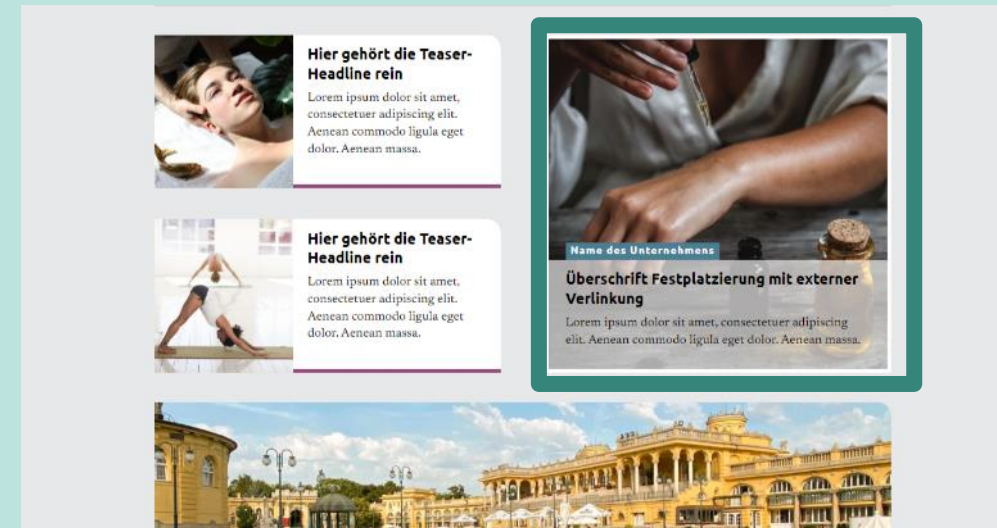 Hier gehört die Teaser-
Headline rein
Lorem ipsum dolor sit amet,
consectetuer adipiscing elit.
Aenean commodo ligula eget
dolor. Aenean massa.
Hier gehört die Teaser-
Headline rein
Lorem ipsum dolor sit amet,
consectetuer adipiscing elit.
Aenean commodo ligula eget
dolor. Aenean massa.
Name des Unternehmens
Überschrift Festplatzierung mit externer
Verlinkung
Lorem ipsum dolor sit amet, consectetuer adipiscing
elit. Aenean commodo ligula eget dolor. Aenean massa.